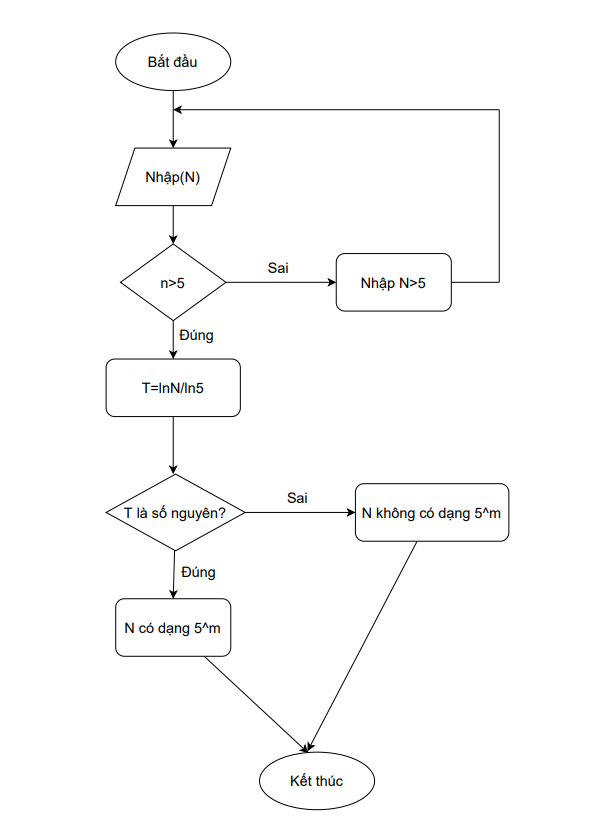 Bắt đầu
Nhập(N)
n>5
Sai
Nhập N>5
Đúng
T=lnN/ln5
T là số nguyên?
Sai
N không có dạng 5^m
Đúng
N có dạng 5^m
Kết thúc